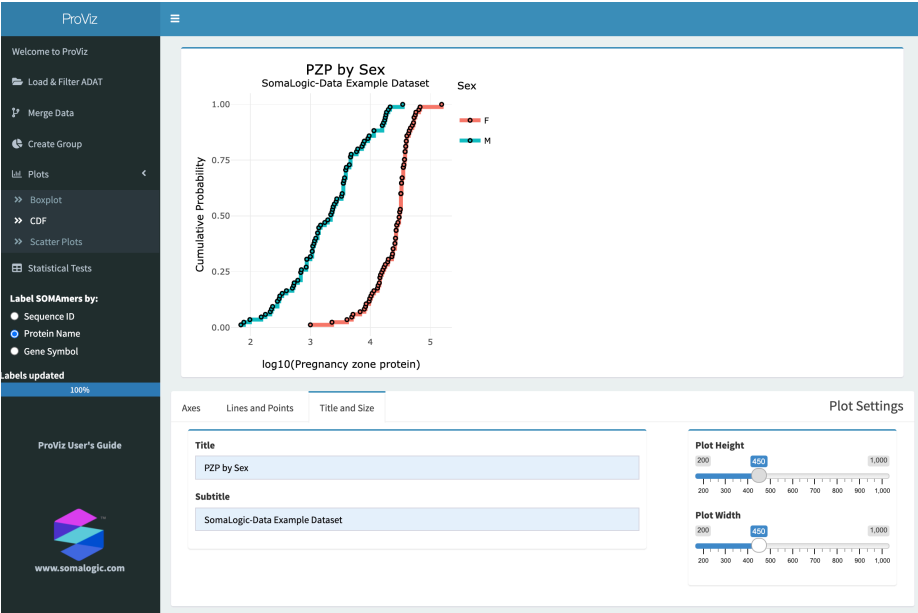 ProViz
Welcome to ProViz
Load & Filter ADAT
Merge Data
Create Group
Plots
Boxplot
CDF
Scatter Plots
Statistical Tests
Label SOMAmers by:
Sequence ID
Protein Name
Gene Symbol
Labels updated
100%
ProViz User's Guide
TM
www.somalogic.com
PZP by Sex
SomaLogic-Data Example Dataset
Sex
F
M
1.00
0.75
0.50
0.25
0.00
Cumulative Probability
2 3 4 5
log10(Pregnancy zone protein)
Axes Lines and Points Title and Size Plot Settings
Title
PZP by Sex
Subtitle
SomaLogic-Data Example Dataset
Plot Height
200 450 1,000
200 300 400 500 600 700 800 900 1,000
Plot Width
200 450 1,000
200 300 400 500 600 700 800 900 1,000